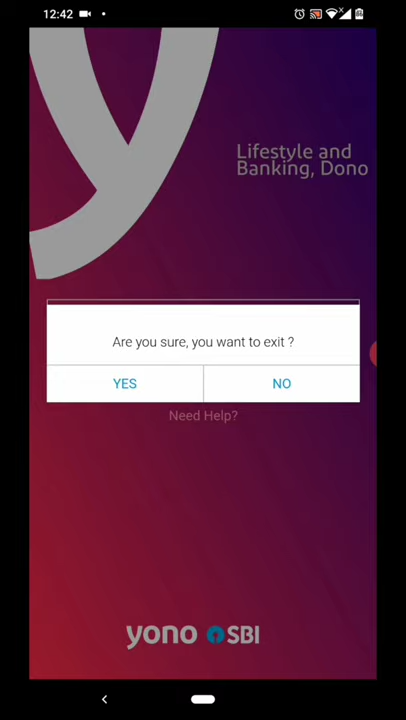 12:42
Lifestyle and
Banking, Dono
Are you sure, you want to exit ?
YES NO
Need Help?
yono SBI